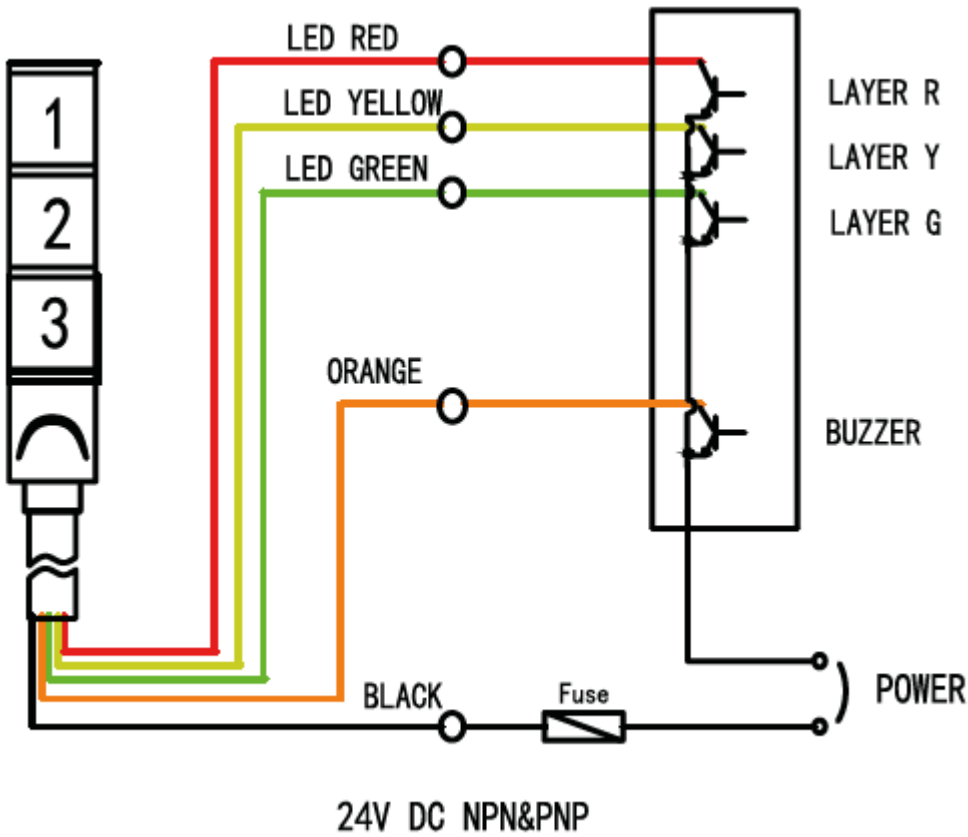 LED RED
LAYER R
1
LED YELLOW
LAYER Y
LED GREEN
2
LAYER G
3
ORANGE
BUZZER
BLACK
Fuse
POWER
24V DC NPN&PNP